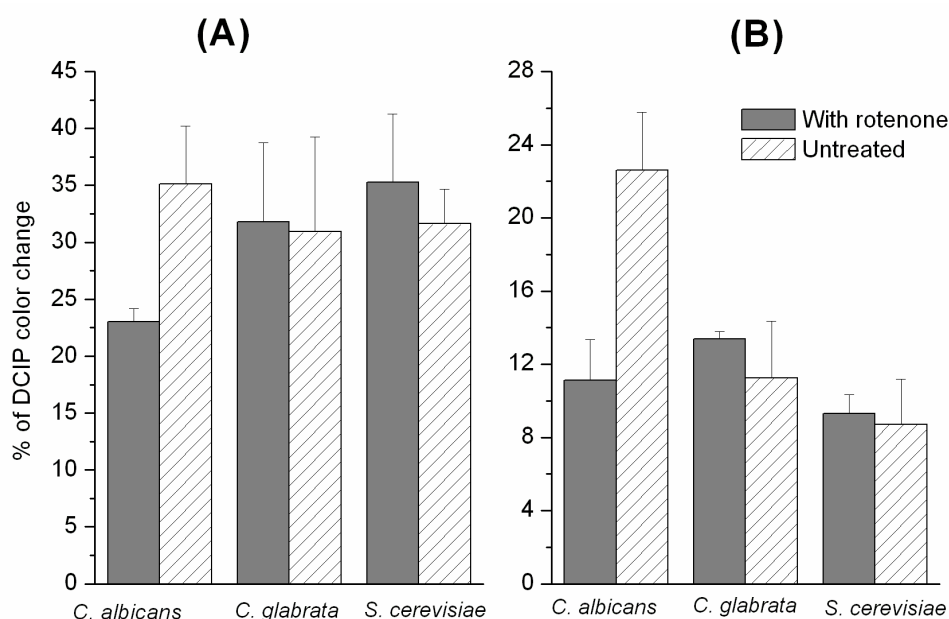 (A)
(B)
% of DCIP color change
45
40
35
30
25
20
15
10
5
0
C. albicans
C. glabrata
S. cerevisiae
28
24
20
16
12
8
4
0
With rotenone
Untreated
C. albicans
C. glabrata
S. cerevisiae